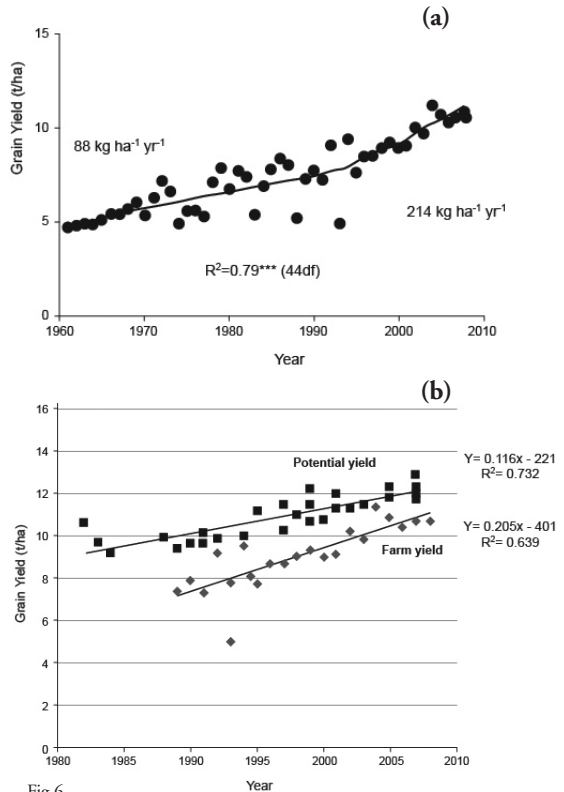 (a)
15
10
5
0
Grain Yield (t/ha)
88 kg ha⁻¹ yr⁻¹
214 kg ha⁻¹ yr⁻¹
R²=0.79*** (44df)
1960 1970 1980 1990 2000 2010
Year
(b)
16
14
12
10
8
6
4
2
0
Grain Yield (t/ha)
Potential yield
Y= 0.116x - 221
R²= 0.732
Y= 0.205x - 401
R²= 0.639
Farm yield
1980 1985 1990 1995 2000 2005 2010
Year
Fig 6